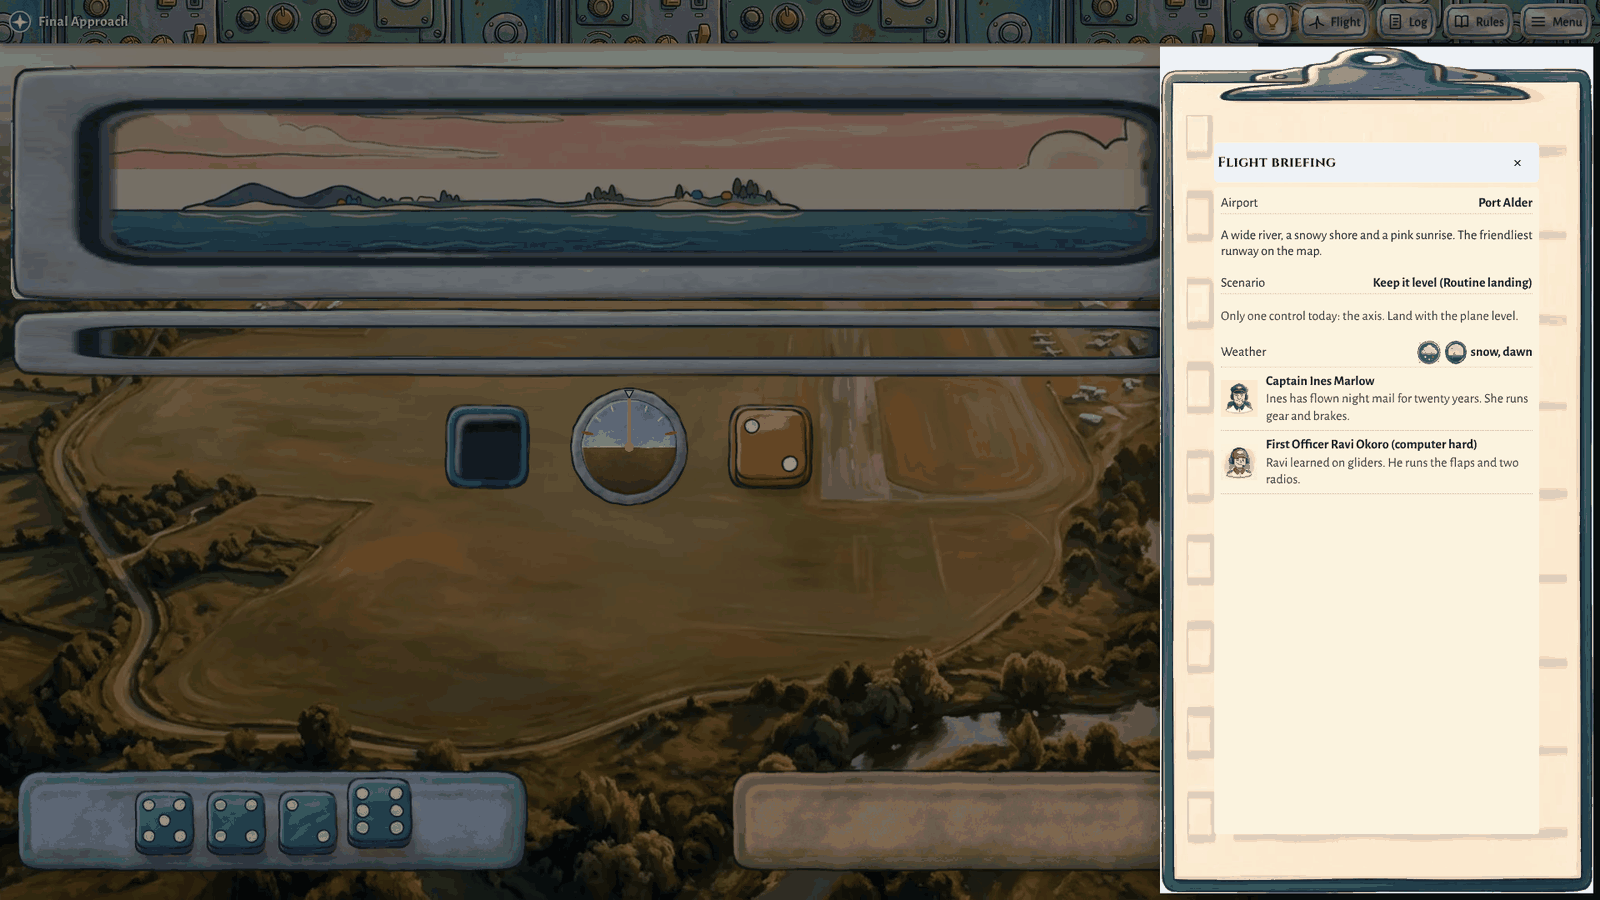 Final Approach
Flight
Log
Rules
Menu
Flight briefing
×
Airport
Port Alder
A wide river, a snowy shore and a pink sunrise. The friendliest
runway on the map.
Scenario
Keep it level (Routine landing)
Only one control today: the axis. Land with the plane level.
Weather
snow, dawn
Captain Ines Marlow
Ines has flown night mail for twenty years. She runs
gear and brakes.
First Officer Ravi Okoro (computer hard)
Ravi learned on gliders. He runs the flaps and two
radios.